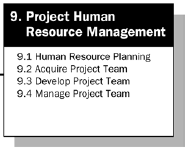 9. Project Human
Resource Management
9.1 Human Resource Planning
9.2 Acquire Project Team
9.3 Develop Project Team
9.4 Manage Project Team